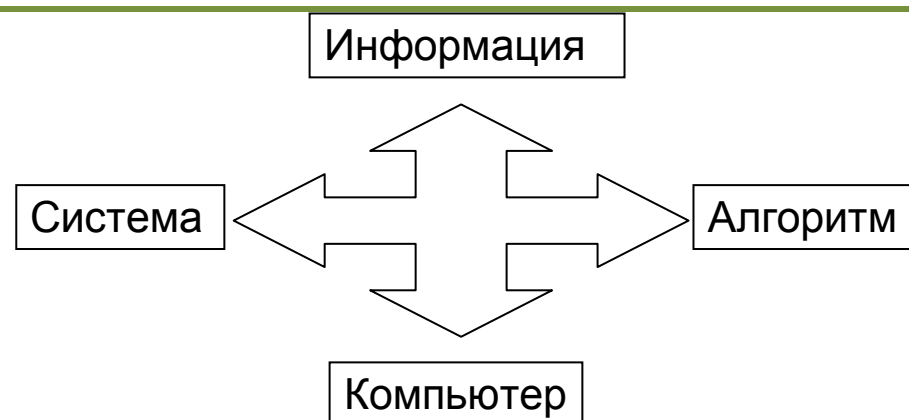 Информация
Система
Алгоритм
Компьютер